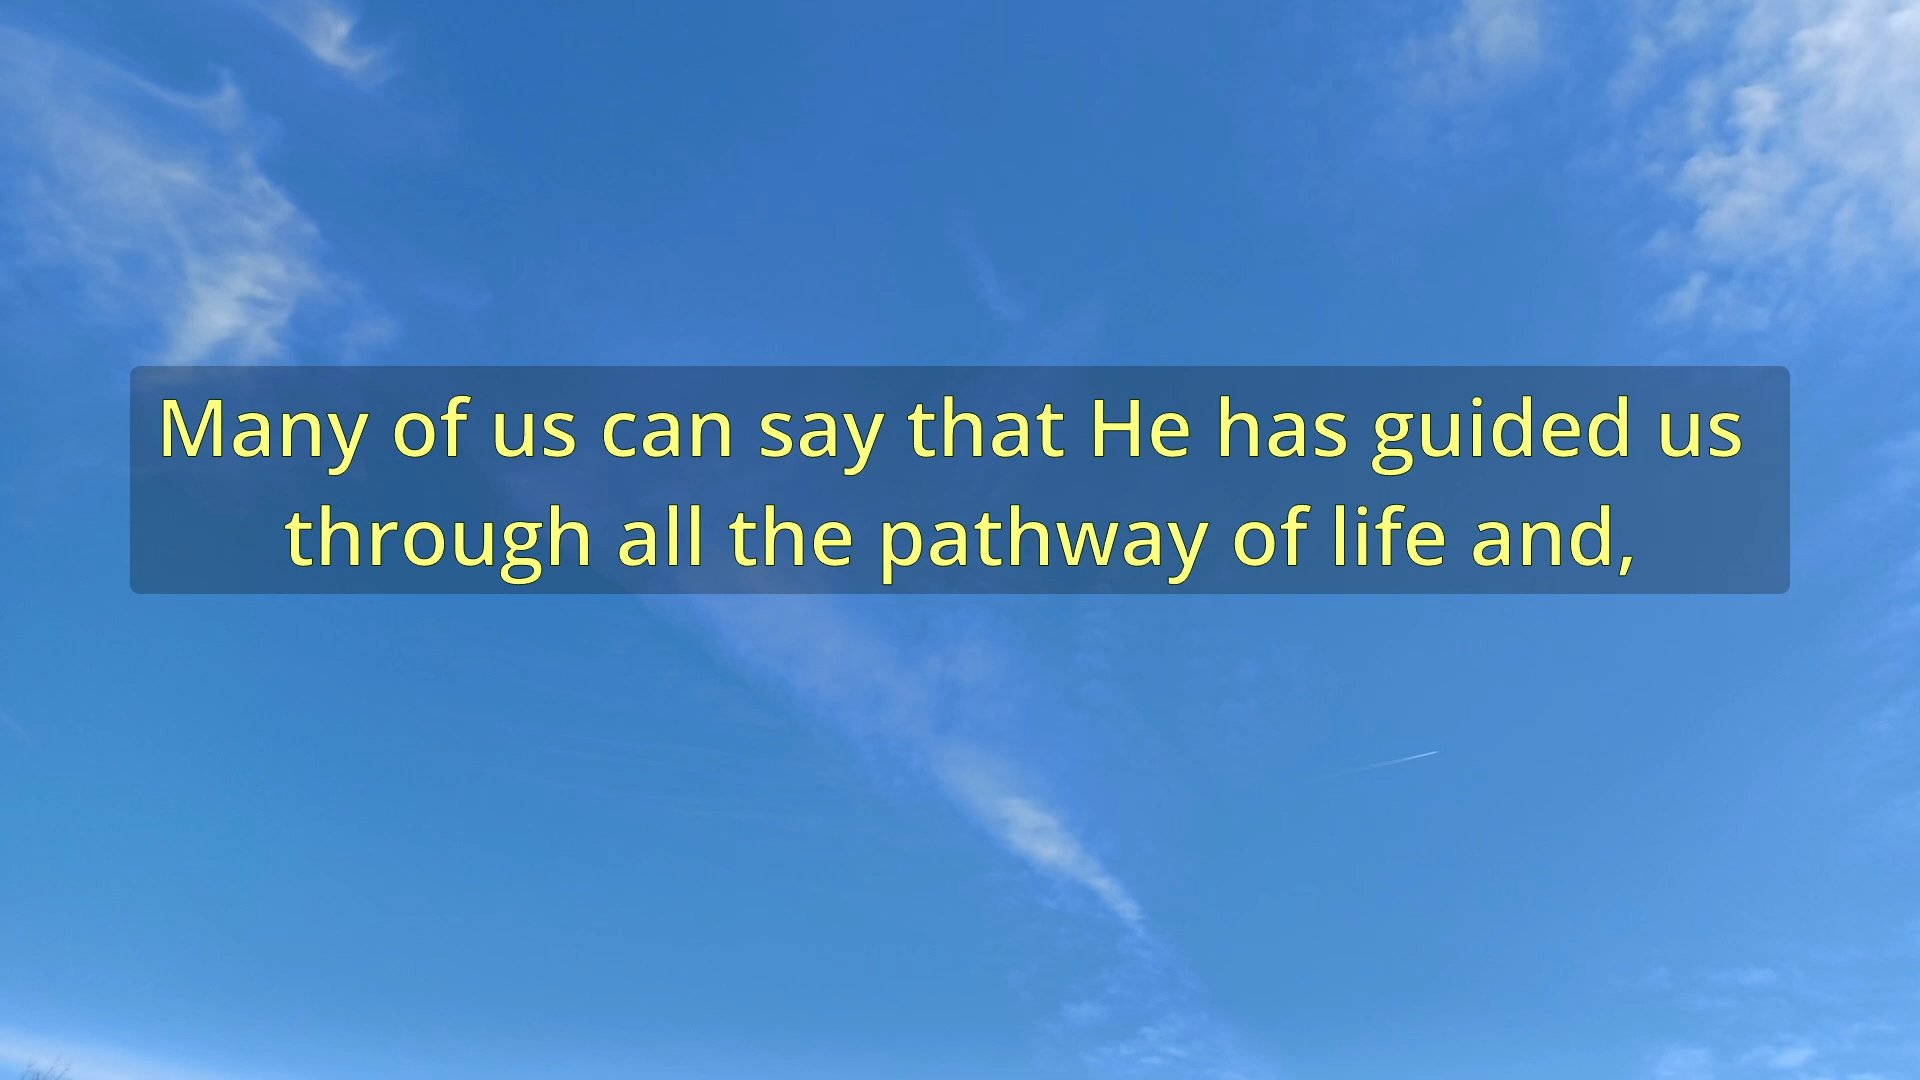 Many of us can say that He has guided us
through all the pathway of life and,